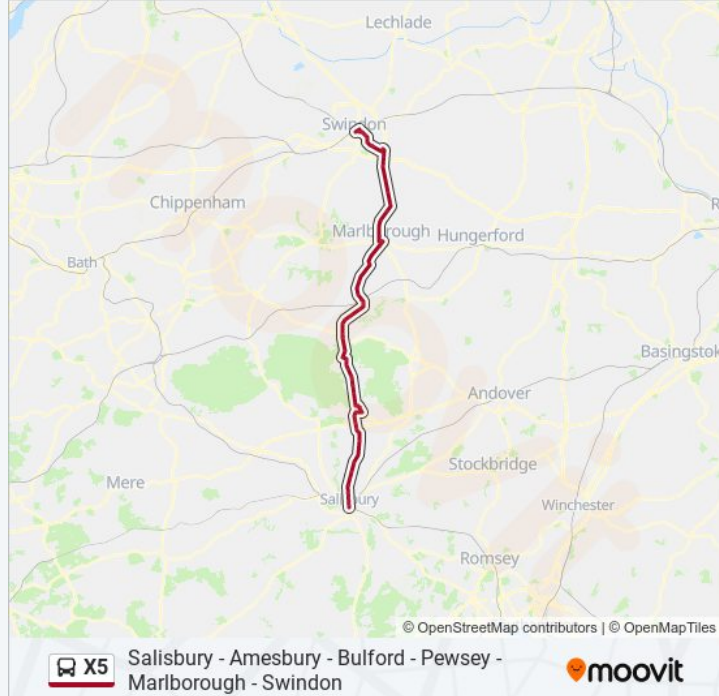 Lechlade
Swindon
Chippenham
Marlborough
Hungerford
Bath
Basingstok
Andover
Mere
Stockbridge
Salisbury
Winchester
Romsey
© OpenStreetMap contributors | © OpenMapTiles
X5
Salisbury - Amesbury - Bulford - Pewsey -
Marlborough - Swindon
moovit